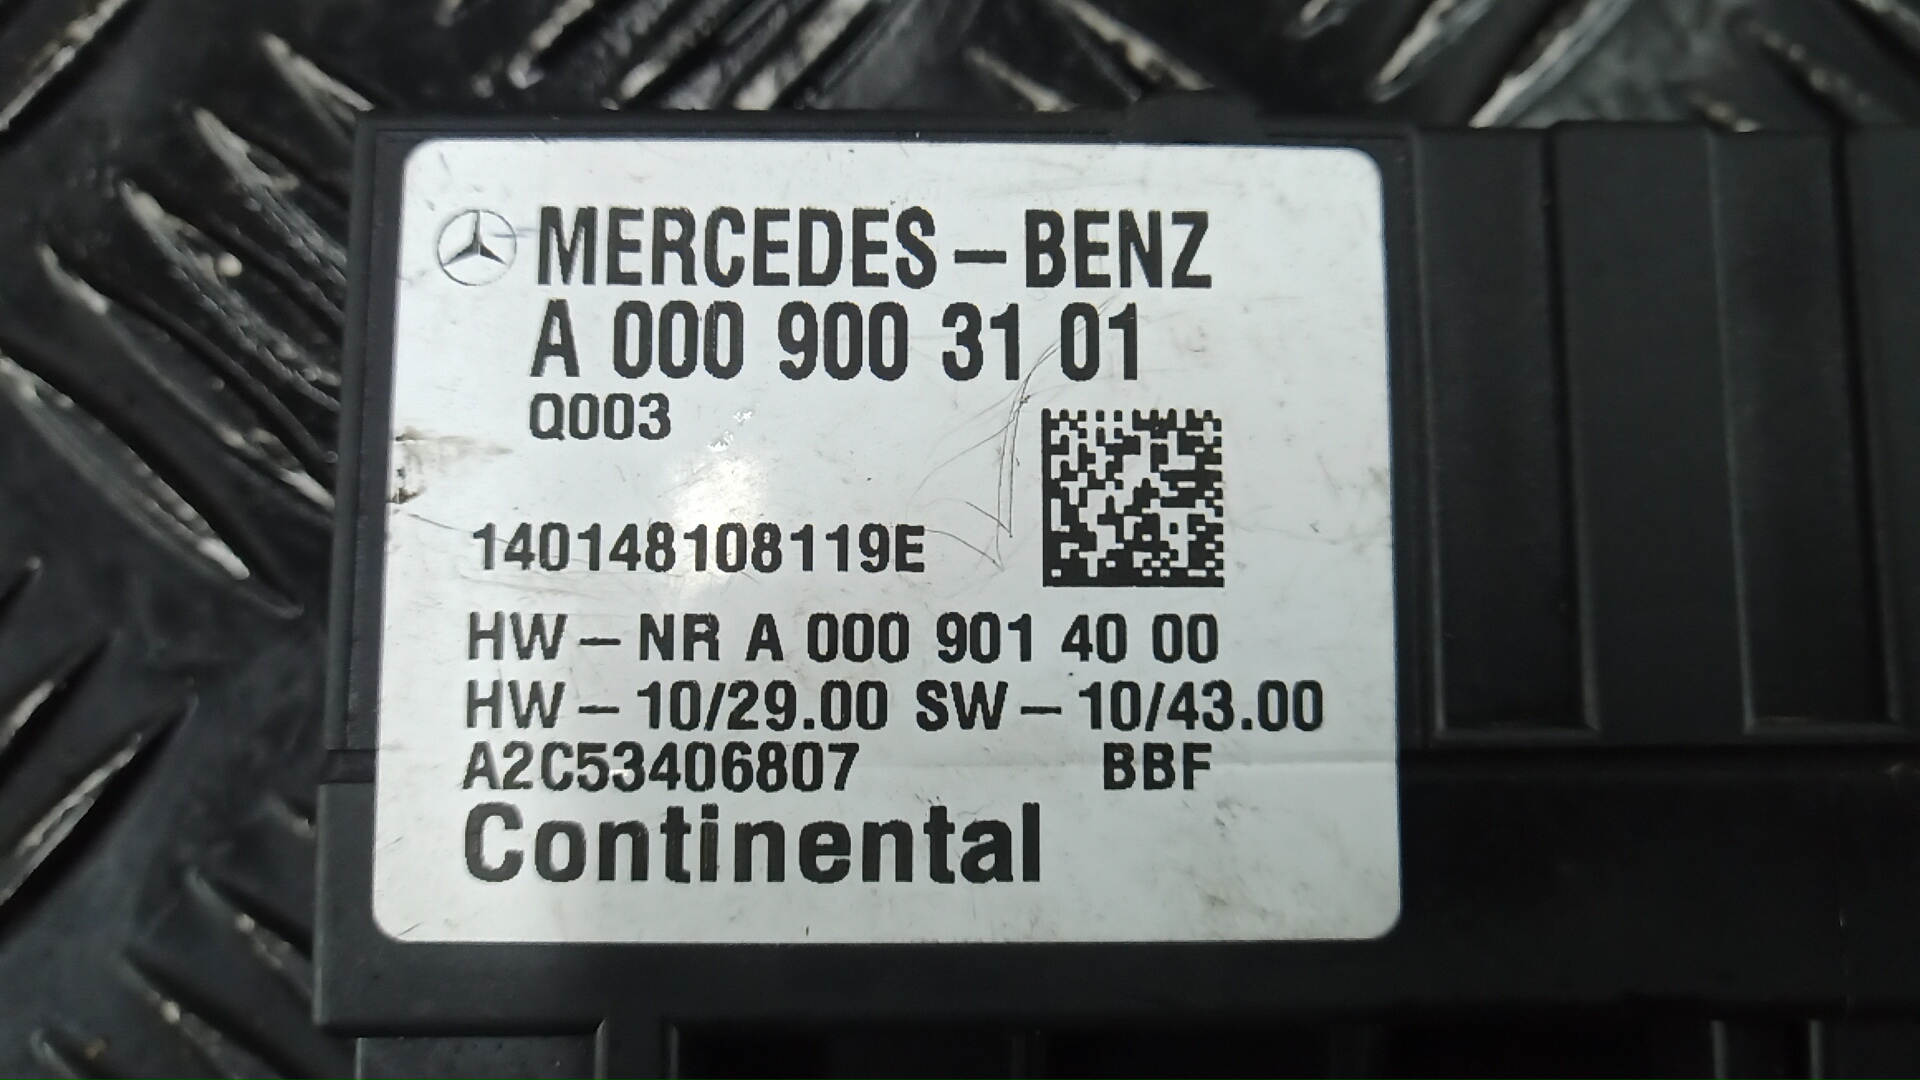 MERCEDES-BENZ
A 000 900 31 01
Q003
140148108119E
HW-NR A 000 901 40 00
HW-10/29.00 SW-10/43.00
A2C53406807 BBF
Continental